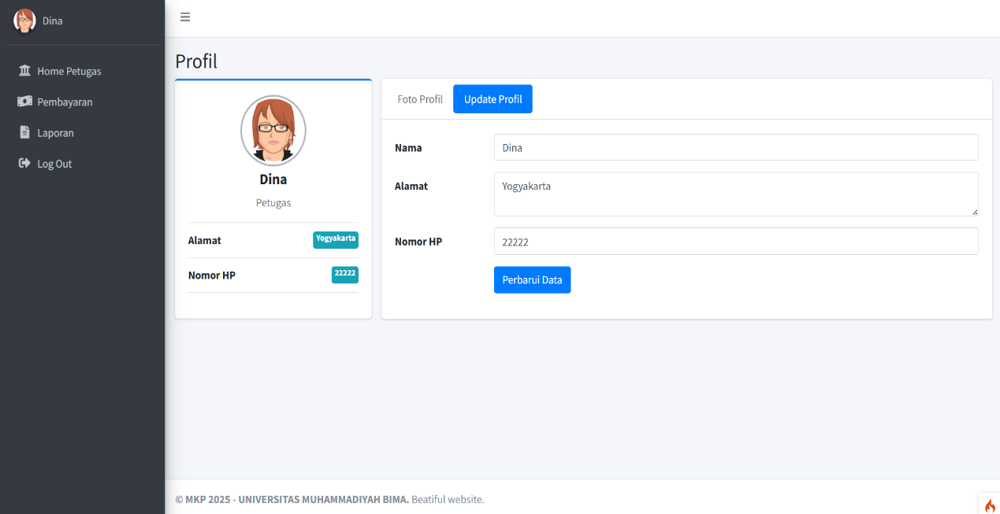 Dina
Home Petugas
Pembayaran
Laporan
Log Out
Profil
Dina
Petugas
Alamat Yogyakarta
Nomor HP 22222
Foto Profil Update Profil
Nama Dina
Alamat Yogyakarta
Nomor HP 22222
Perbarui Data
© MKP 2025 - UNIVERSITAS MUHAMMADIYAH BIMA. Beatiful website.